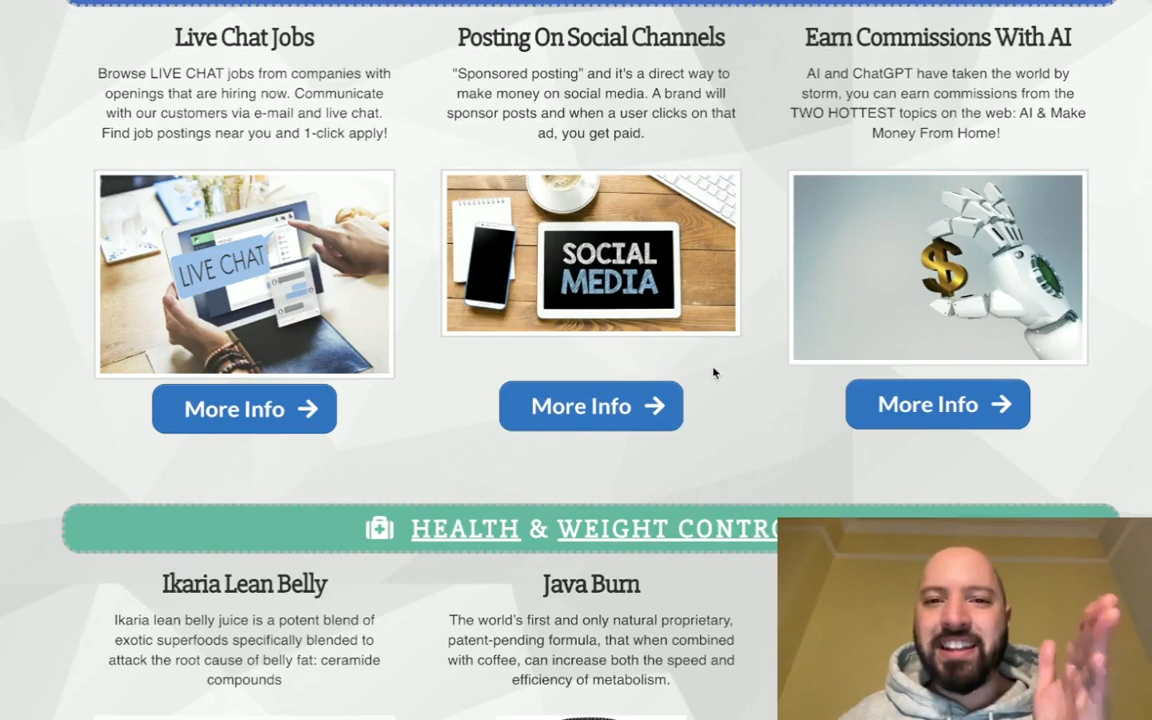 Live Chat Jobs
Browse LIVE CHAT jobs from companies with
openings that are hiring now. Communicate
with our customers via e-mail and live chat.
Find job postings near you and 1-click apply!
LIVE CHAT
More Info
Posting On Social Channels
"Sponsored posting" and it's a direct way to
make money on social media. A brand will
sponsor posts and when a user clicks on that
ad, you get paid.
SOCIAL
MEDIA
More Info
Earn Commissions With AI
AI and ChatGPT have taken the world by
storm, you can earn commissions from the
TWO HOTTEST topics on the web: AI & Make
Money From Home!
$
More Info
HEALTH & WEIGHT CONTRO
Ikaria Lean Belly
Ikaria lean belly juice is a potent blend of
exotic superfoods specifically blended to
attack the root cause of belly fat: ceramide
compounds
Java Burn
The world's first and only natural proprietary,
patent-pending formula, that when combined
with coffee, can increase both the speed and
efficiency of metabolism.